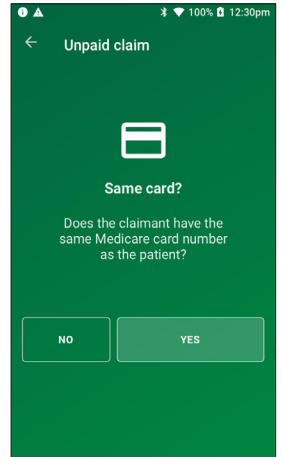 100% 12:30pm
Unpaid claim
Same card?
Does the claimant have the
same Medicare card number
as the patient?
NO YES